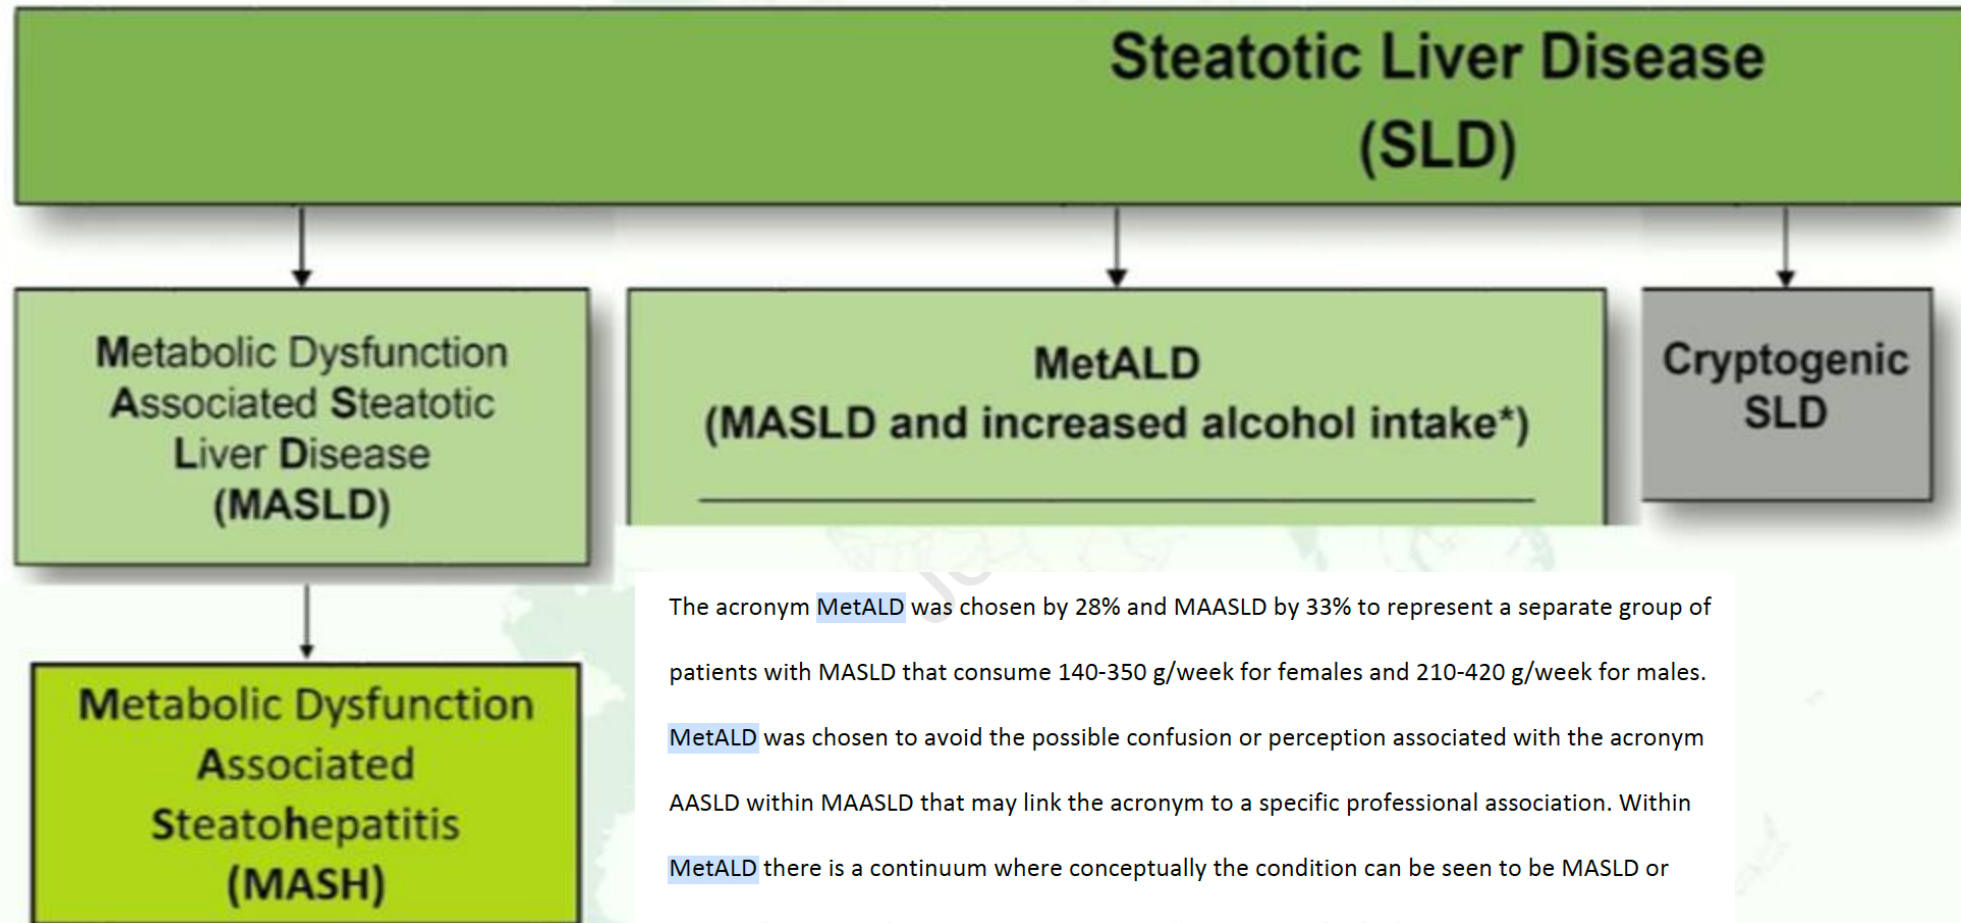 Steatotic Liver Disease
(SLD)
Metabolic Dysfunction
Associated Steatotic
Liver Disease
(MASLD)
MetALD
(MASLD and increased alcohol intake*)
Cryptogenic
SLD
Metabolic Dysfunction
Associated
Steatohepatitis
(MASH)
The acronym MetALD was chosen by 28% and MAASLD by 33% to represent a separate group of
patients with MASLD that consume 140-350 g/week for females and 210-420 g/week for males.
MetALD was chosen to avoid the possible confusion or perception associated with the acronym
AASLD within MAASLD that may link the acronym to a specific professional association. Within
MetALD there is a continuum where conceptually the condition can be seen to be MASLD or